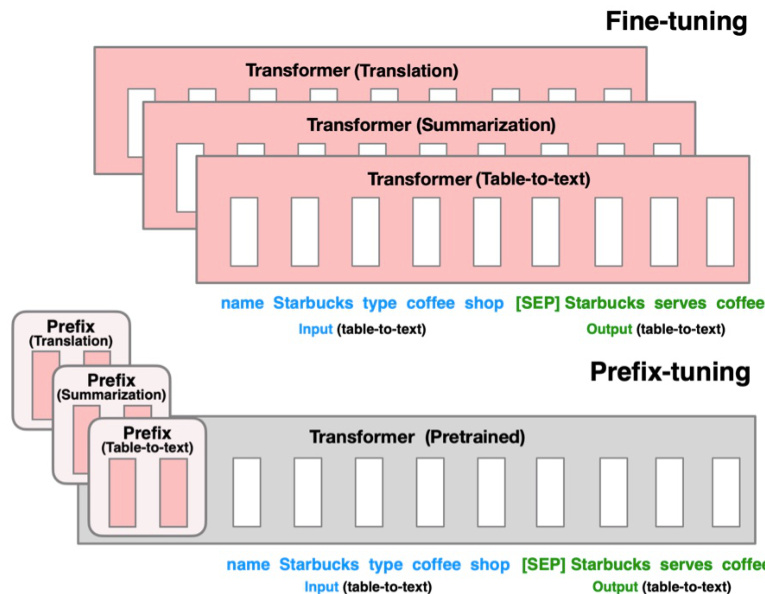 Fine-tuning
Transformer (Translation)
Transformer (Summarization)
Transformer (Table-to-text)
name Starbucks type coffee shop [SEP] Starbucks serves coffee
Input (table-to-text) Output (table-to-text)
Prefix
(Translation)
Prefix-tuning
Prefix
(Summarization)
Prefix
(Table-to-text)
Transformer (Pretrained)
name Starbucks type coffee shop [SEP] Starbucks serves coffee
Input (table-to-text) Output (table-to-text)